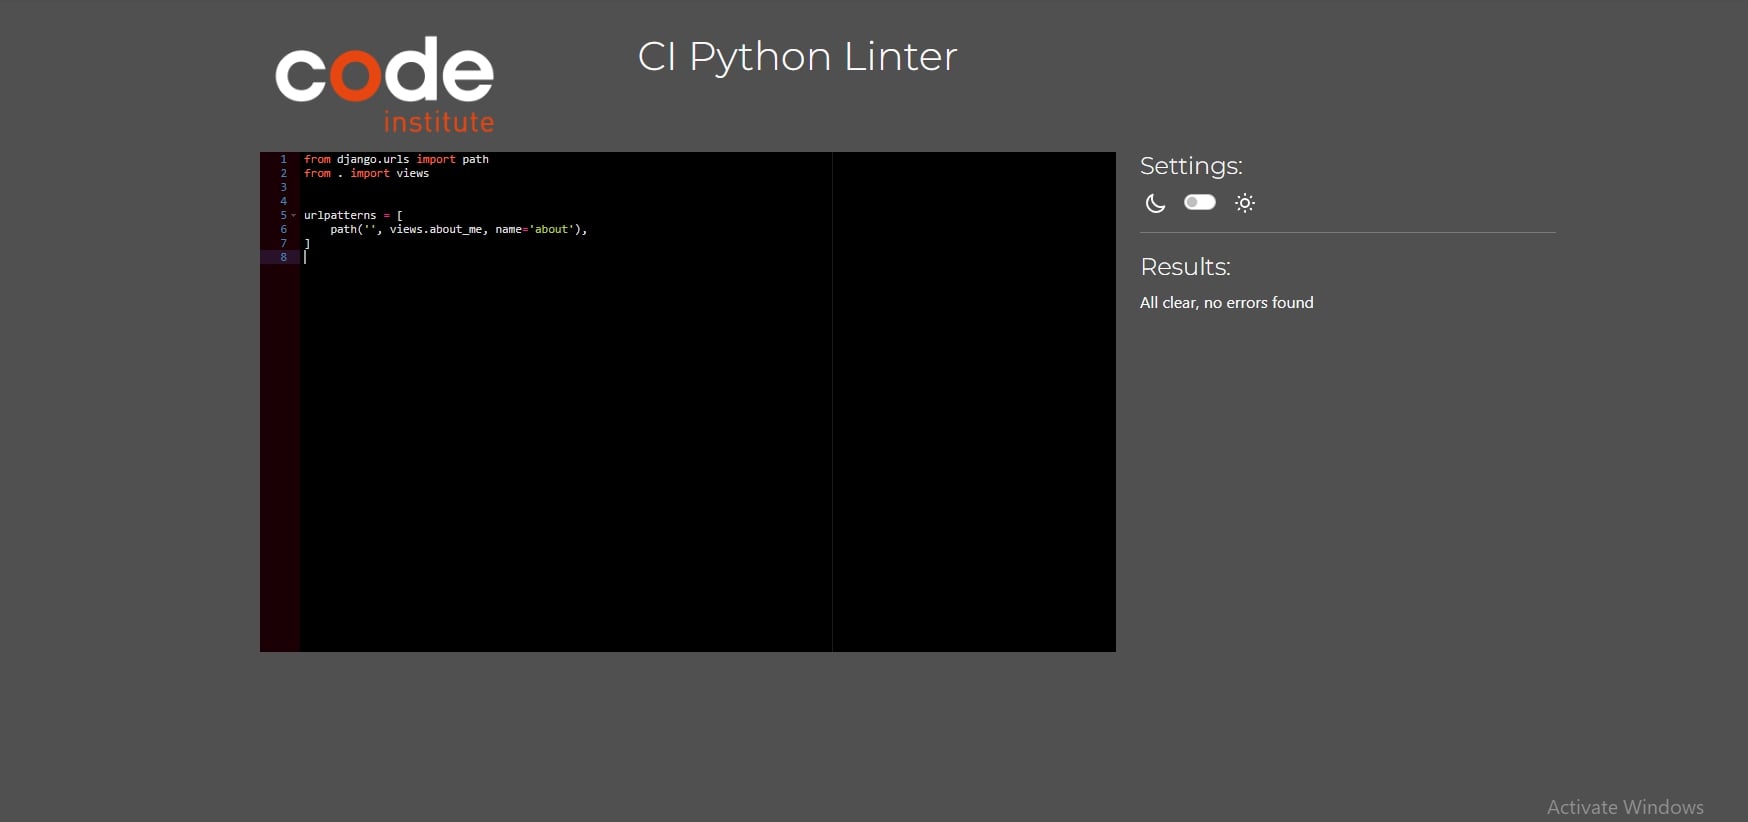 code
institute
CI Python Linter
1 from django.urls import path
2 from . import views
3
4
5 urlpatterns = [
6     path('', views.about_me, name='about'),
7 ]
8
Settings:
Results:
All clear, no errors found
Activate Windows